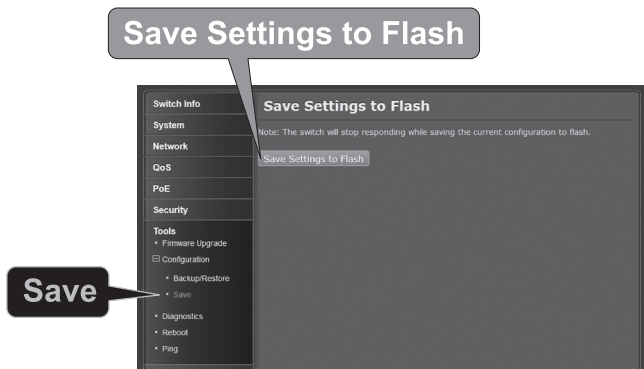 Save Settings to Flash
Switch Info
System
Network
QoS
PoE
Security
Tools
• Firmware Upgrade
Configuration
• Backup/Restore
• Save
• Diagnostics
• Reboot
• Ping
Save Settings to Flash
Note: The switch will stop responding while saving the current configuration to flash.
Save Settings to Flash
Save